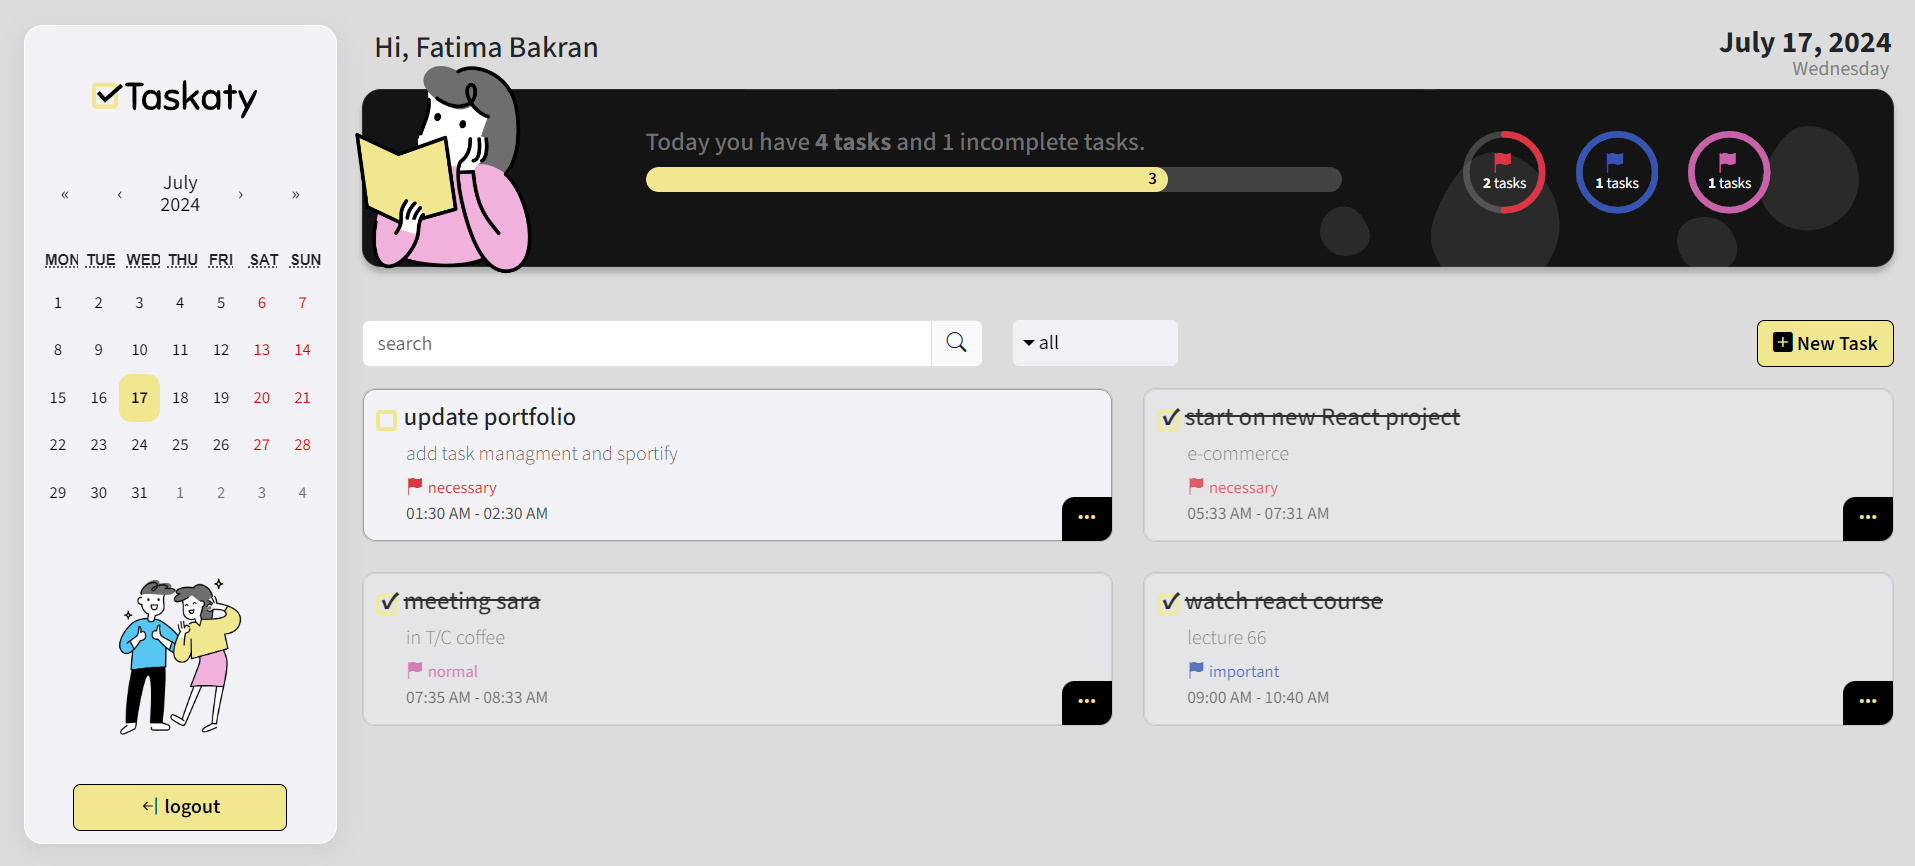 Taskaty
« ‹ July 2024 › »
MON TUE WED THU FRI SAT SUN
1 2 3 4 5 6 7
8 9 10 11 12 13 14
15 16 17 18 19 20 21
22 23 24 25 26 27 28
29 30 31 1 2 3 4
logout
Hi, Fatima Bakran
July 17, 2024
Wednesday
Today you have 4 tasks and 1 incomplete tasks.
3
2 tasks
1 tasks
1 tasks
search
all
New Task
update portfolio
add task managment and sportify
necessary
01:30 AM - 02:30 AM
start on new React project
e-commerce
necessary
05:33 AM - 07:31 AM
meeting sara
in T/C coffee
normal
07:35 AM - 08:33 AM
watch react course
lecture 66
important
09:00 AM - 10:40 AM